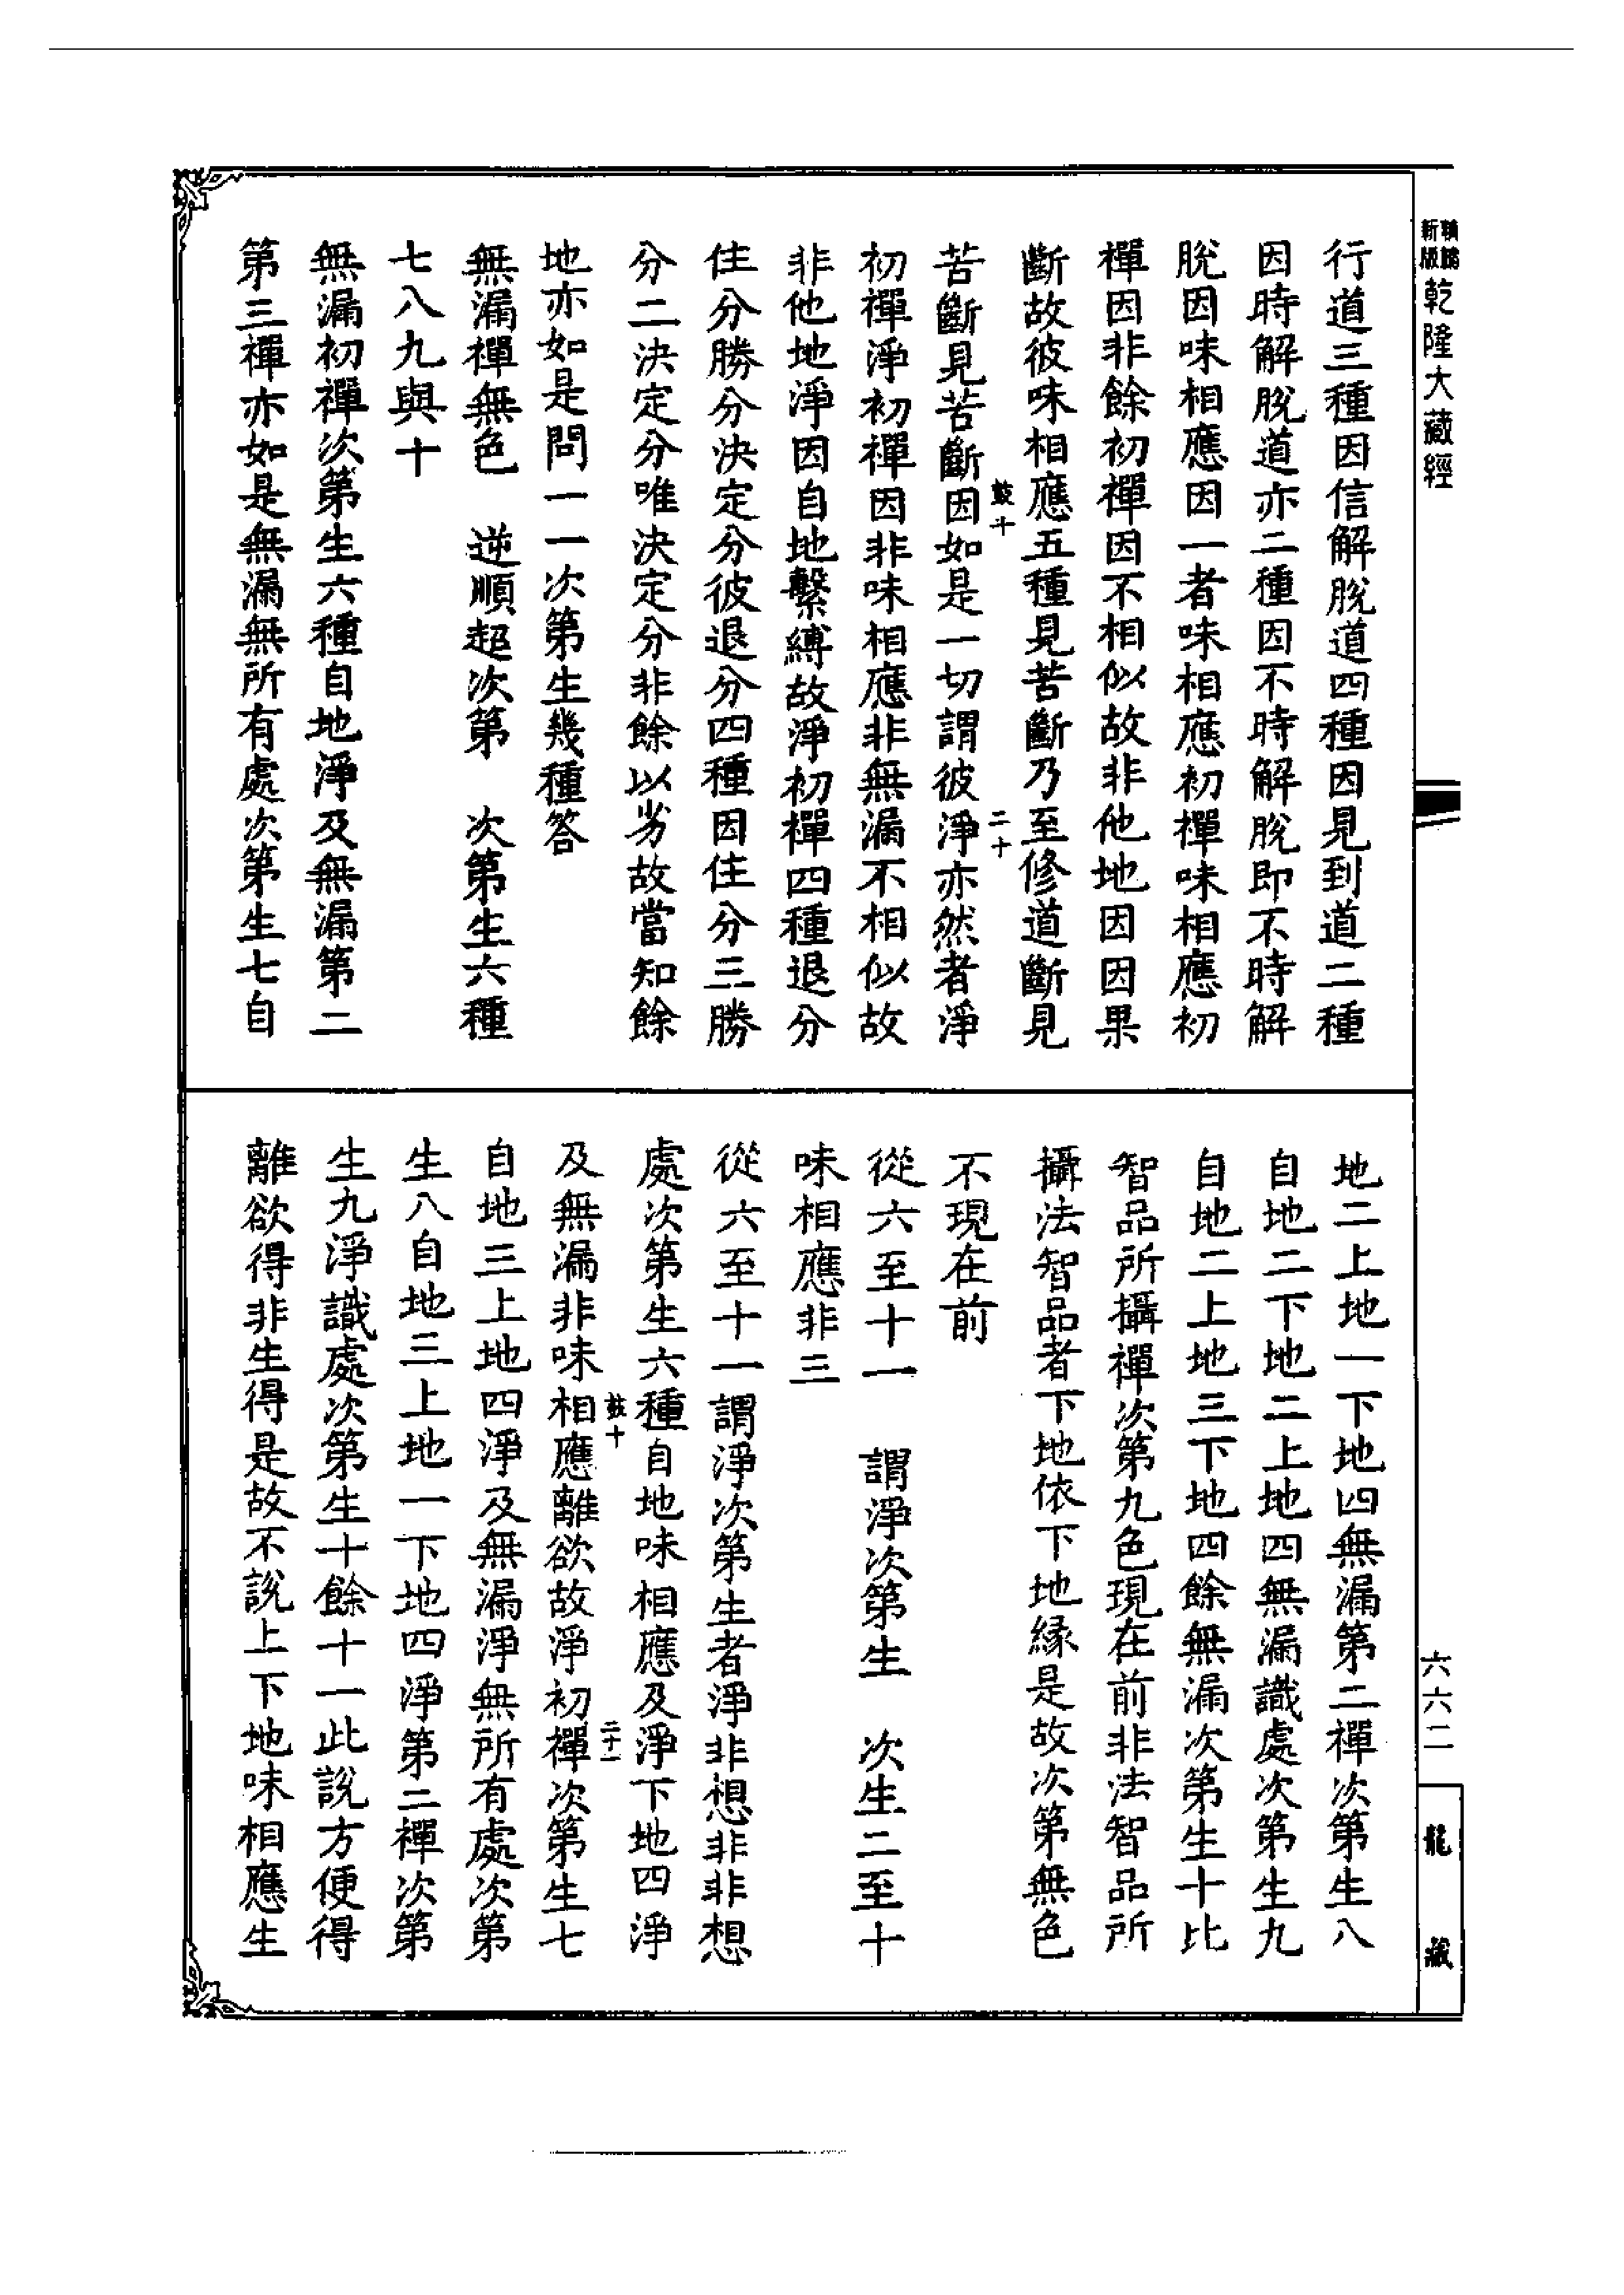 新版
乾隆大藏經
行道三種因信解脫道四種因見到道二種
因時解脫道亦二種因不時解脫即不時解
脫因味相應因一者味相應初禪味相應初
禪因非餘初禪因不相似故非他地因因果
斷故彼味相應五種見苦斷乃至修道斷見
鼓十
二十
苦斷見苦斷因如是一切謂彼淨亦然者淨
初禪淨初禪因非味相應非無漏不相似故
非他地淨因自地繫縛故淨初禪四種退分
住分勝分決定分彼退分四種因住分三勝
分二決定分唯決定分非餘以劣故當知餘
地亦如是問一一次第生幾種答
無漏禪無色　逆順超次第　次第生六種
七八九與十
無漏初禪次第生六種自地淨及無漏第二
第三禪亦如是無漏無所有處次第生七自
地二上地一下地四無漏第二禪次第生八
自地二下地二上地四無漏識處次第生九
自地二上地三下地四餘無漏次第生十比
智品所攝禪次第九色現在前非法智品所
攝法智品者下地依下地緣是故次第無色
不現在前
從六至十一　謂淨次第生　次生二至十
味相應非三
從六至十一謂淨次第生者淨非想非非想
處次第生六種自地味相應及淨下地四淨
鼓十
二十一
及無漏非味相應離欲故淨初禪次第生七
自地三上地四淨及無漏淨無所有處次第
生八自地三上地一下地四淨第二禪次第
生九淨識處次第生十餘十一此說方便得
離欲得非生得是故不說上下地味相應生
六六二
龍藏